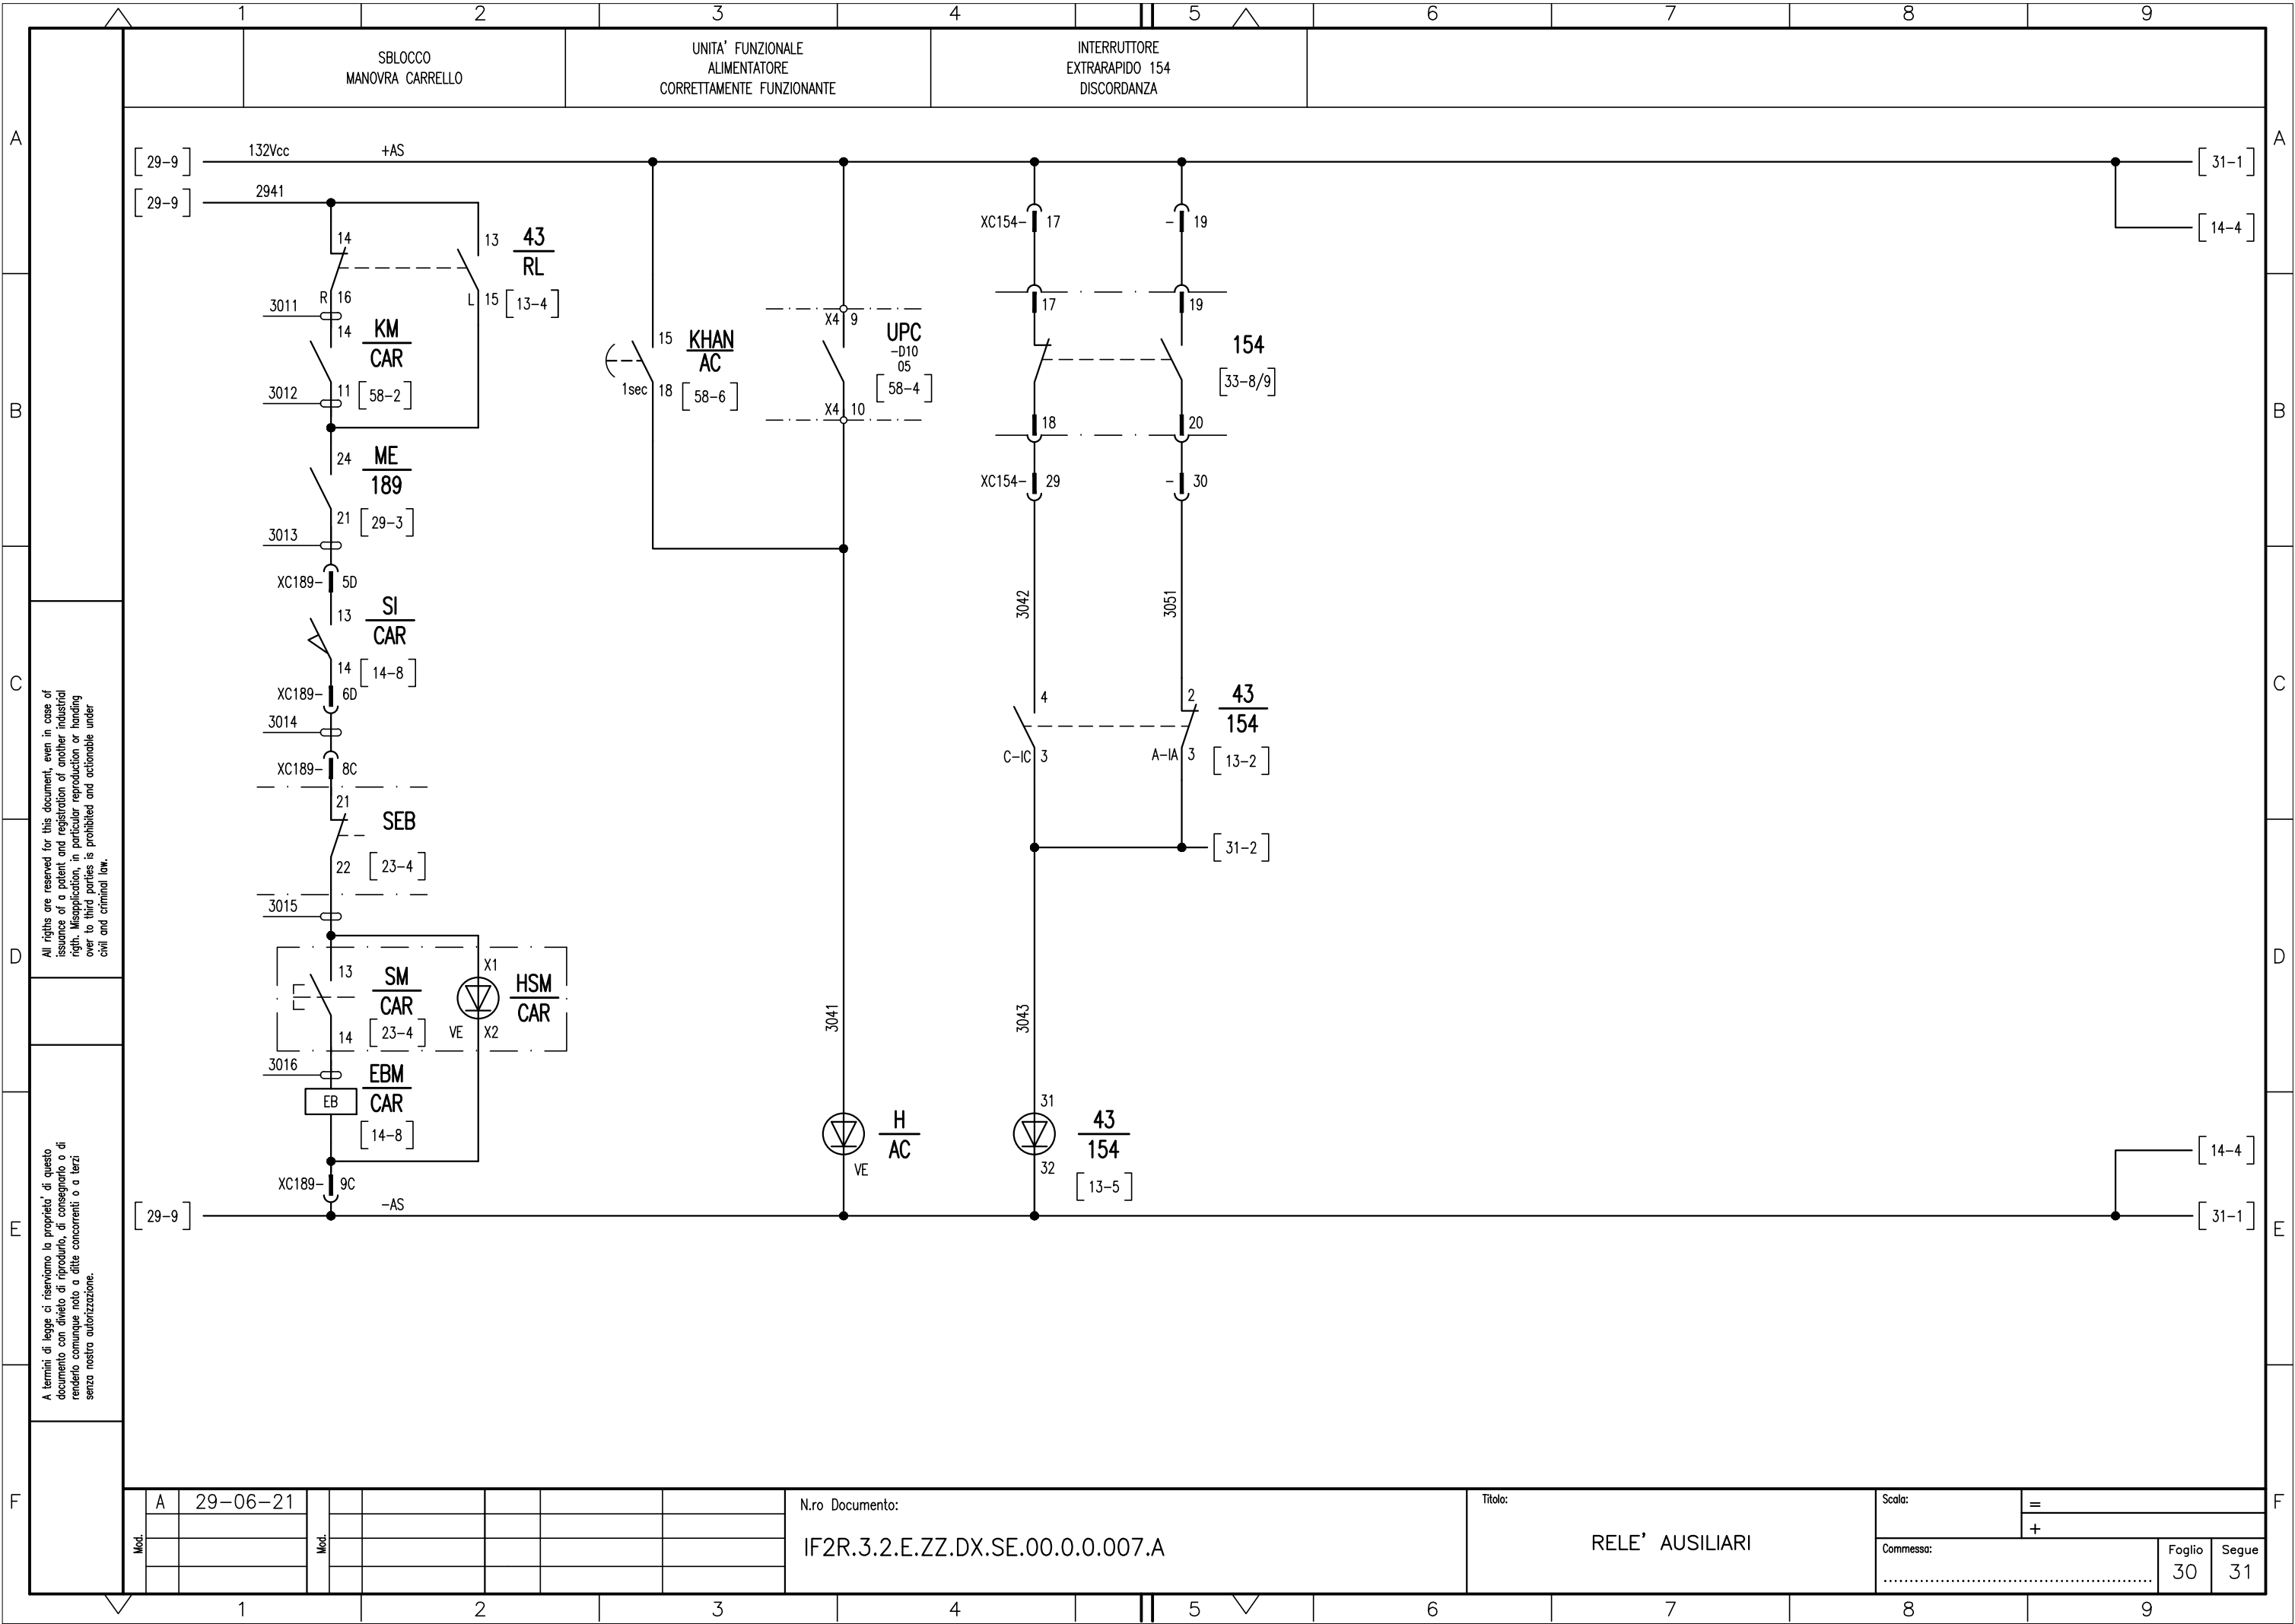 1 2 3 4 5 6 7 8 9
SBLOCCO
MANOVRA CARRELLO
UNITA' FUNZIONALE
ALIMENTATORE
CORRETTAMENTE FUNZIONANTE
INTERRUTTORE
EXTRARAPIDO 154
DISCORDANZA
A
A
29-9
132Vcc
+AS
31-1
29-9
2941
14-4
XC154-
17
-
19
14
13
43
RL
R
16
L
15
13-4
3011
14
KM
CAR
3012
11
58-2
15
KHAN
AC
1sec
18
58-6
X4
9
UPC
-D10
05
58-4
X4
10
17
19
154
33-8/9
18
20
XC154-
29
-
30
B
B
24
ME
189
21
29-3
3013
XC189-
5D
13
SI
CAR
14
14-8
XC189-
6D
3014
XC189-
8C
3042
3051
4
2
43
154
C-IC
3
A-IA
3
13-2
C
C
21
SEB
22
23-4
31-2
3015
D
D
13
SM
CAR
14
23-4
X1
HSM
CAR
VE
X2
3041
3043
3016
EBM
CAR
EB
14-8
H
AC
VE
31
43
154
32
13-5
14-4
XC189-
9C
29-9
-AS
31-1
E
E
All rigths are reserved for this document, even in case of
issuance of a patent and registration of another industrial
rigth. Misapplication, in particular reproduction or handing
over to third parties is prohibited and actionable under
civil and criminal law.
A termini di legge ci riserviamo la proprieta' di questo
documento con divieto di riprodurlo, di consegnarlo o di
renderlo comunque noto a ditte concorrenti o a terzi
senza nostra autorizzazione.
F
F
Mod.
A
29-06-21
Mod.
N.ro Documento:
IF2R.3.2.E.ZZ.DX.SE.00.0.0.007.A
Titolo:
RELE' AUSILIARI
Scala:
=
+
Commessa:
Foglio
30
Segue
31
1 2 3 4 5 6 7 8 9